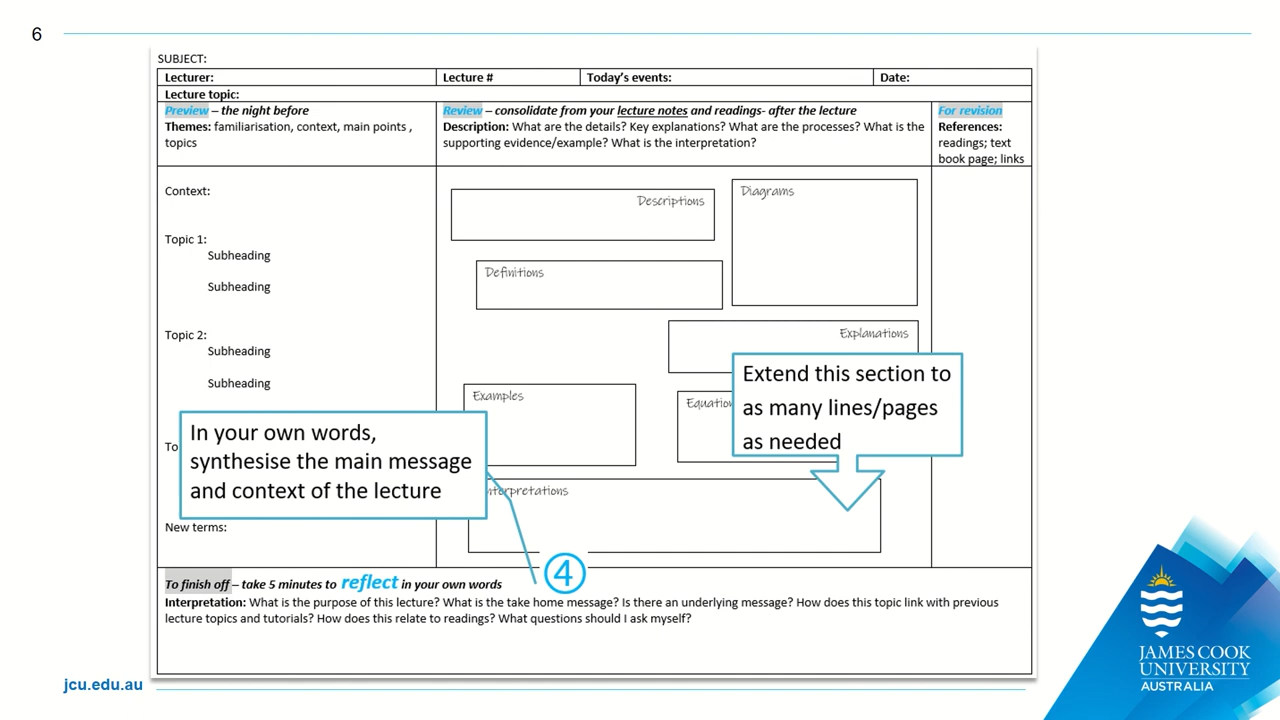 6
SUBJECT:
Lecturer:
Lecture #
Today's events:
Date:
Lecture topic:
Preview – the night before
Themes: familiarisation, context, main points ,
topics
Review – consolidate from your lecture notes and readings- after the lecture
Description: What are the details? Key explanations? What are the processes? What is the
supporting evidence/example? What is the interpretation?
For revision
References:
readings; text
book page; links
Context:
Topic 1:
Subheading
Subheading
Topic 2:
Subheading
Subheading
To
New terms:
Descriptions
Diagrams
Definitions
Explanations
Examples
Equation
nterpretations
Extend this section to
as many lines/pages
as needed
In your own words,
synthesise the main message
and context of the lecture
4
To finish off – take 5 minutes to reflect in your own words
Interpretation: What is the purpose of this lecture? What is the take home message? Is there an underlying message? How does this topic link with previous
lecture topics and tutorials? How does this relate to readings? What questions should I ask myself?
jcu.edu.au
JAMES COOK
UNIVERSITY
AUSTRALIA